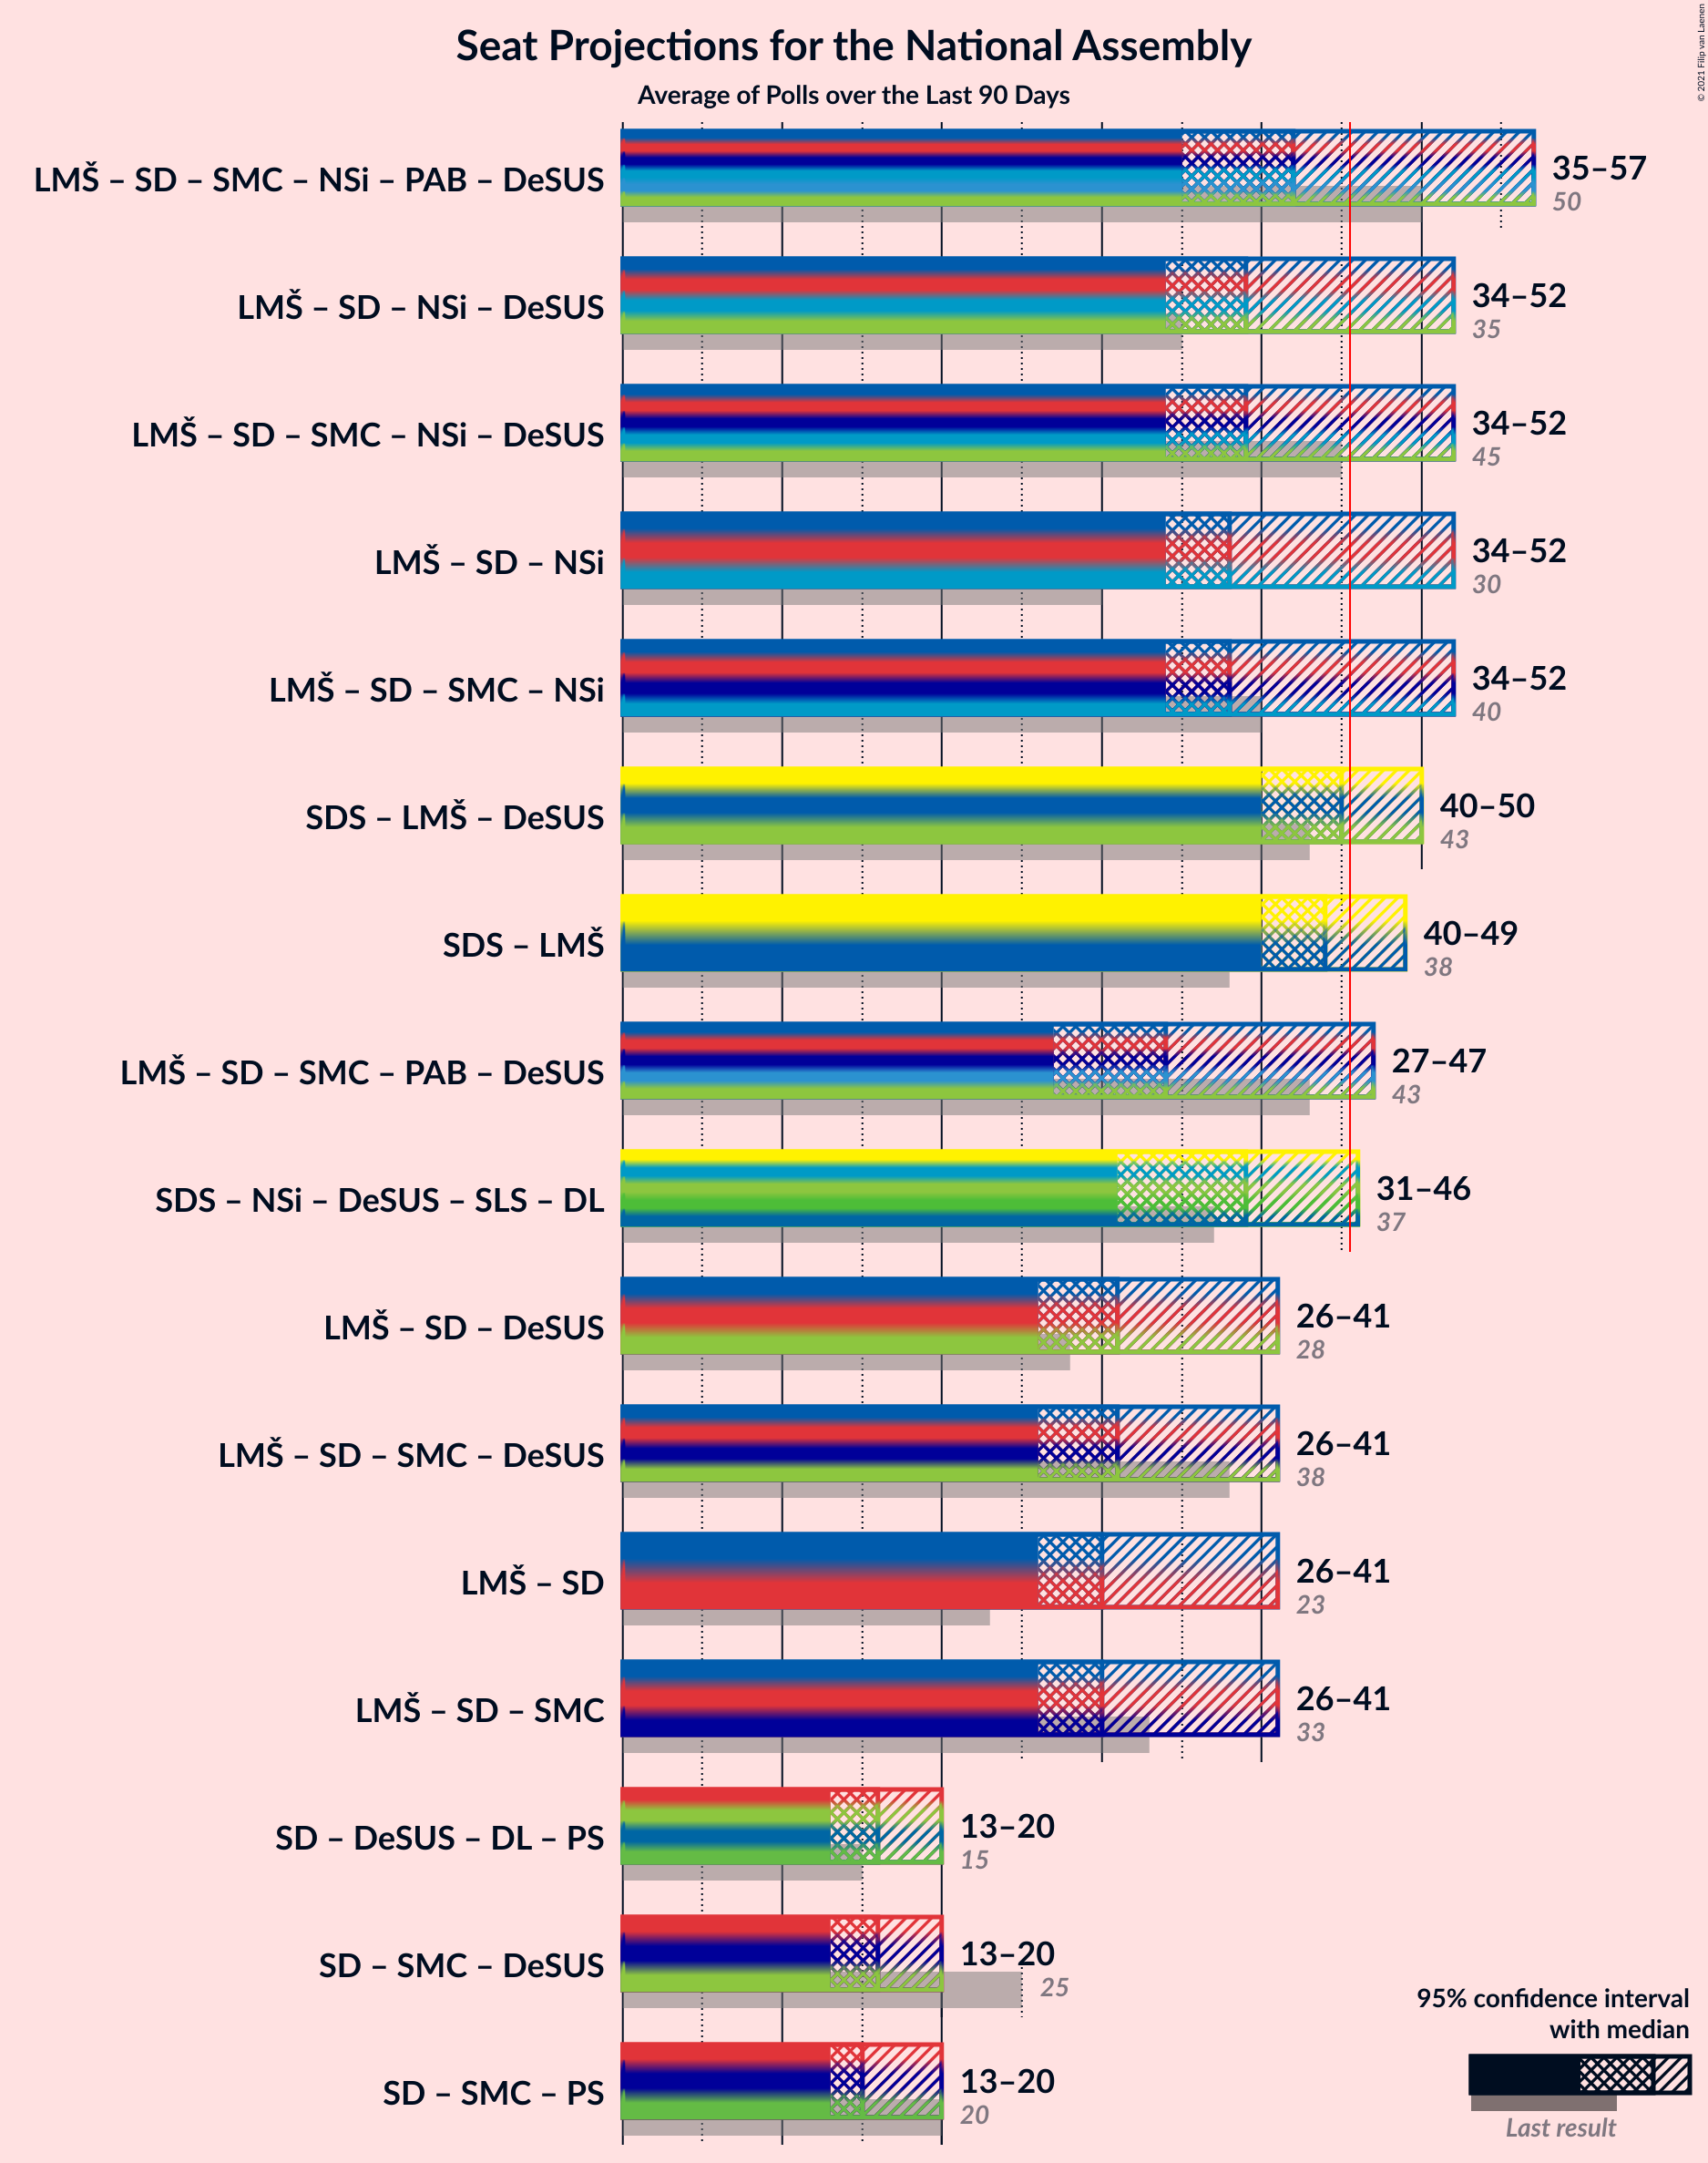 Seat Projections for the National Assembly
Average of Polls over the Last 90 Days
© 2021 Filip van Laenen
LMŠ – SD – SMC – NSi – PAB – DeSUS
35–57
50
LMŠ – SD – NSi – DeSUS
34–52
35
LMŠ – SD – SMC – NSi – DeSUS
34–52
45
LMŠ – SD – NSi
34–52
30
LMŠ – SD – SMC – NSi
34–52
40
SDS – LMŠ – DeSUS
40–50
43
SDS – LMŠ
40–49
38
LMŠ – SD – SMC – PAB – DeSUS
27–47
43
SDS – NSi – DeSUS – SLS – DL
31–46
37
LMŠ – SD – DeSUS
26–41
28
LMŠ – SD – SMC – DeSUS
26–41
38
LMŠ – SD
26–41
23
LMŠ – SD – SMC
26–41
33
SD – DeSUS – DL – PS
13–20
15
SD – SMC – DeSUS
13–20
25
SD – SMC – PS
13–20
20
95% confidence interval
with median
Last result